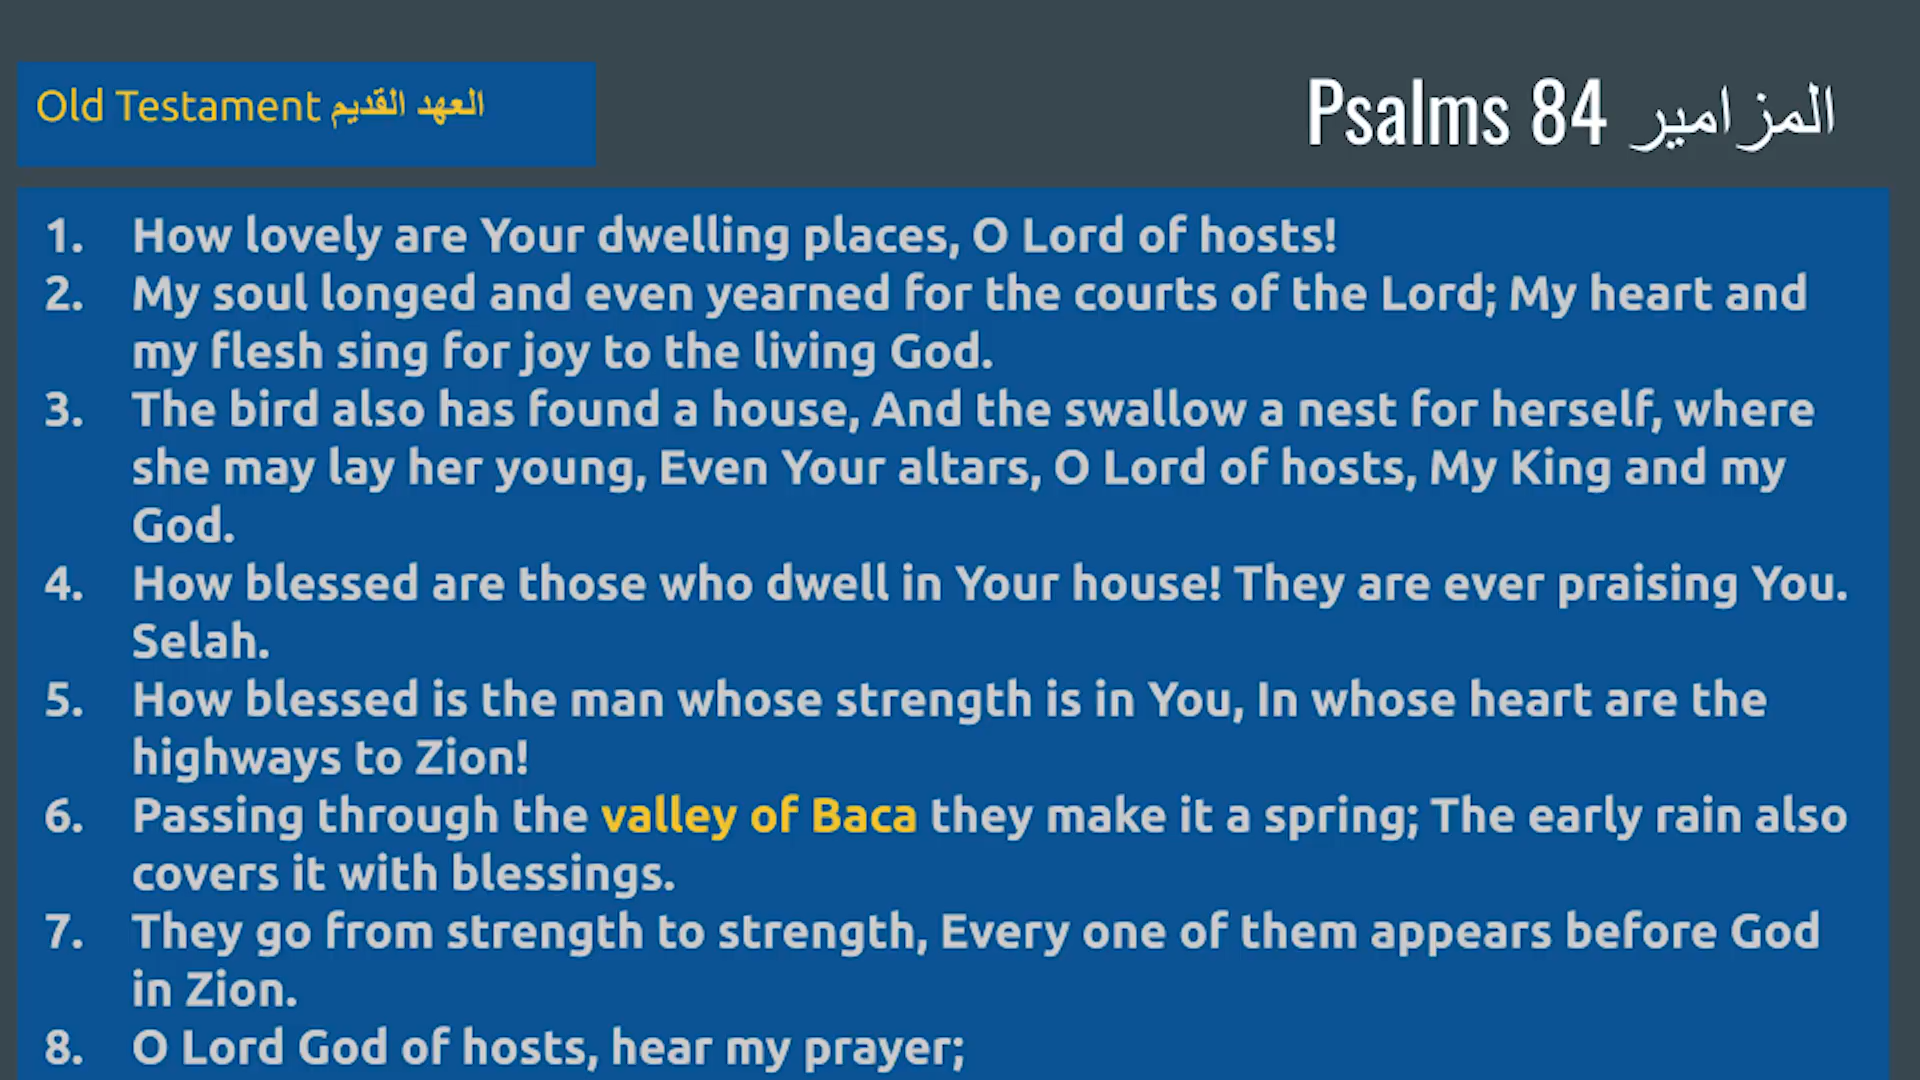 Old Testament العهد القديم
Psalms 84 المزامير
1. How lovely are Your dwelling places, O Lord of hosts!
2. My soul longed and even yearned for the courts of the Lord; My heart and
my flesh sing for joy to the living God.
3. The bird also has found a house, And the swallow a nest for herself, where
she may lay her young, Even Your altars, O Lord of hosts, My King and my
God.
4. How blessed are those who dwell in Your house! They are ever praising You.
Selah.
5. How blessed is the man whose strength is in You, In whose heart are the
highways to Zion!
6. Passing through the valley of Baca they make it a spring; The early rain also
covers it with blessings.
7. They go from strength to strength, Every one of them appears before God
in Zion.
8. O Lord God of hosts, hear my prayer;